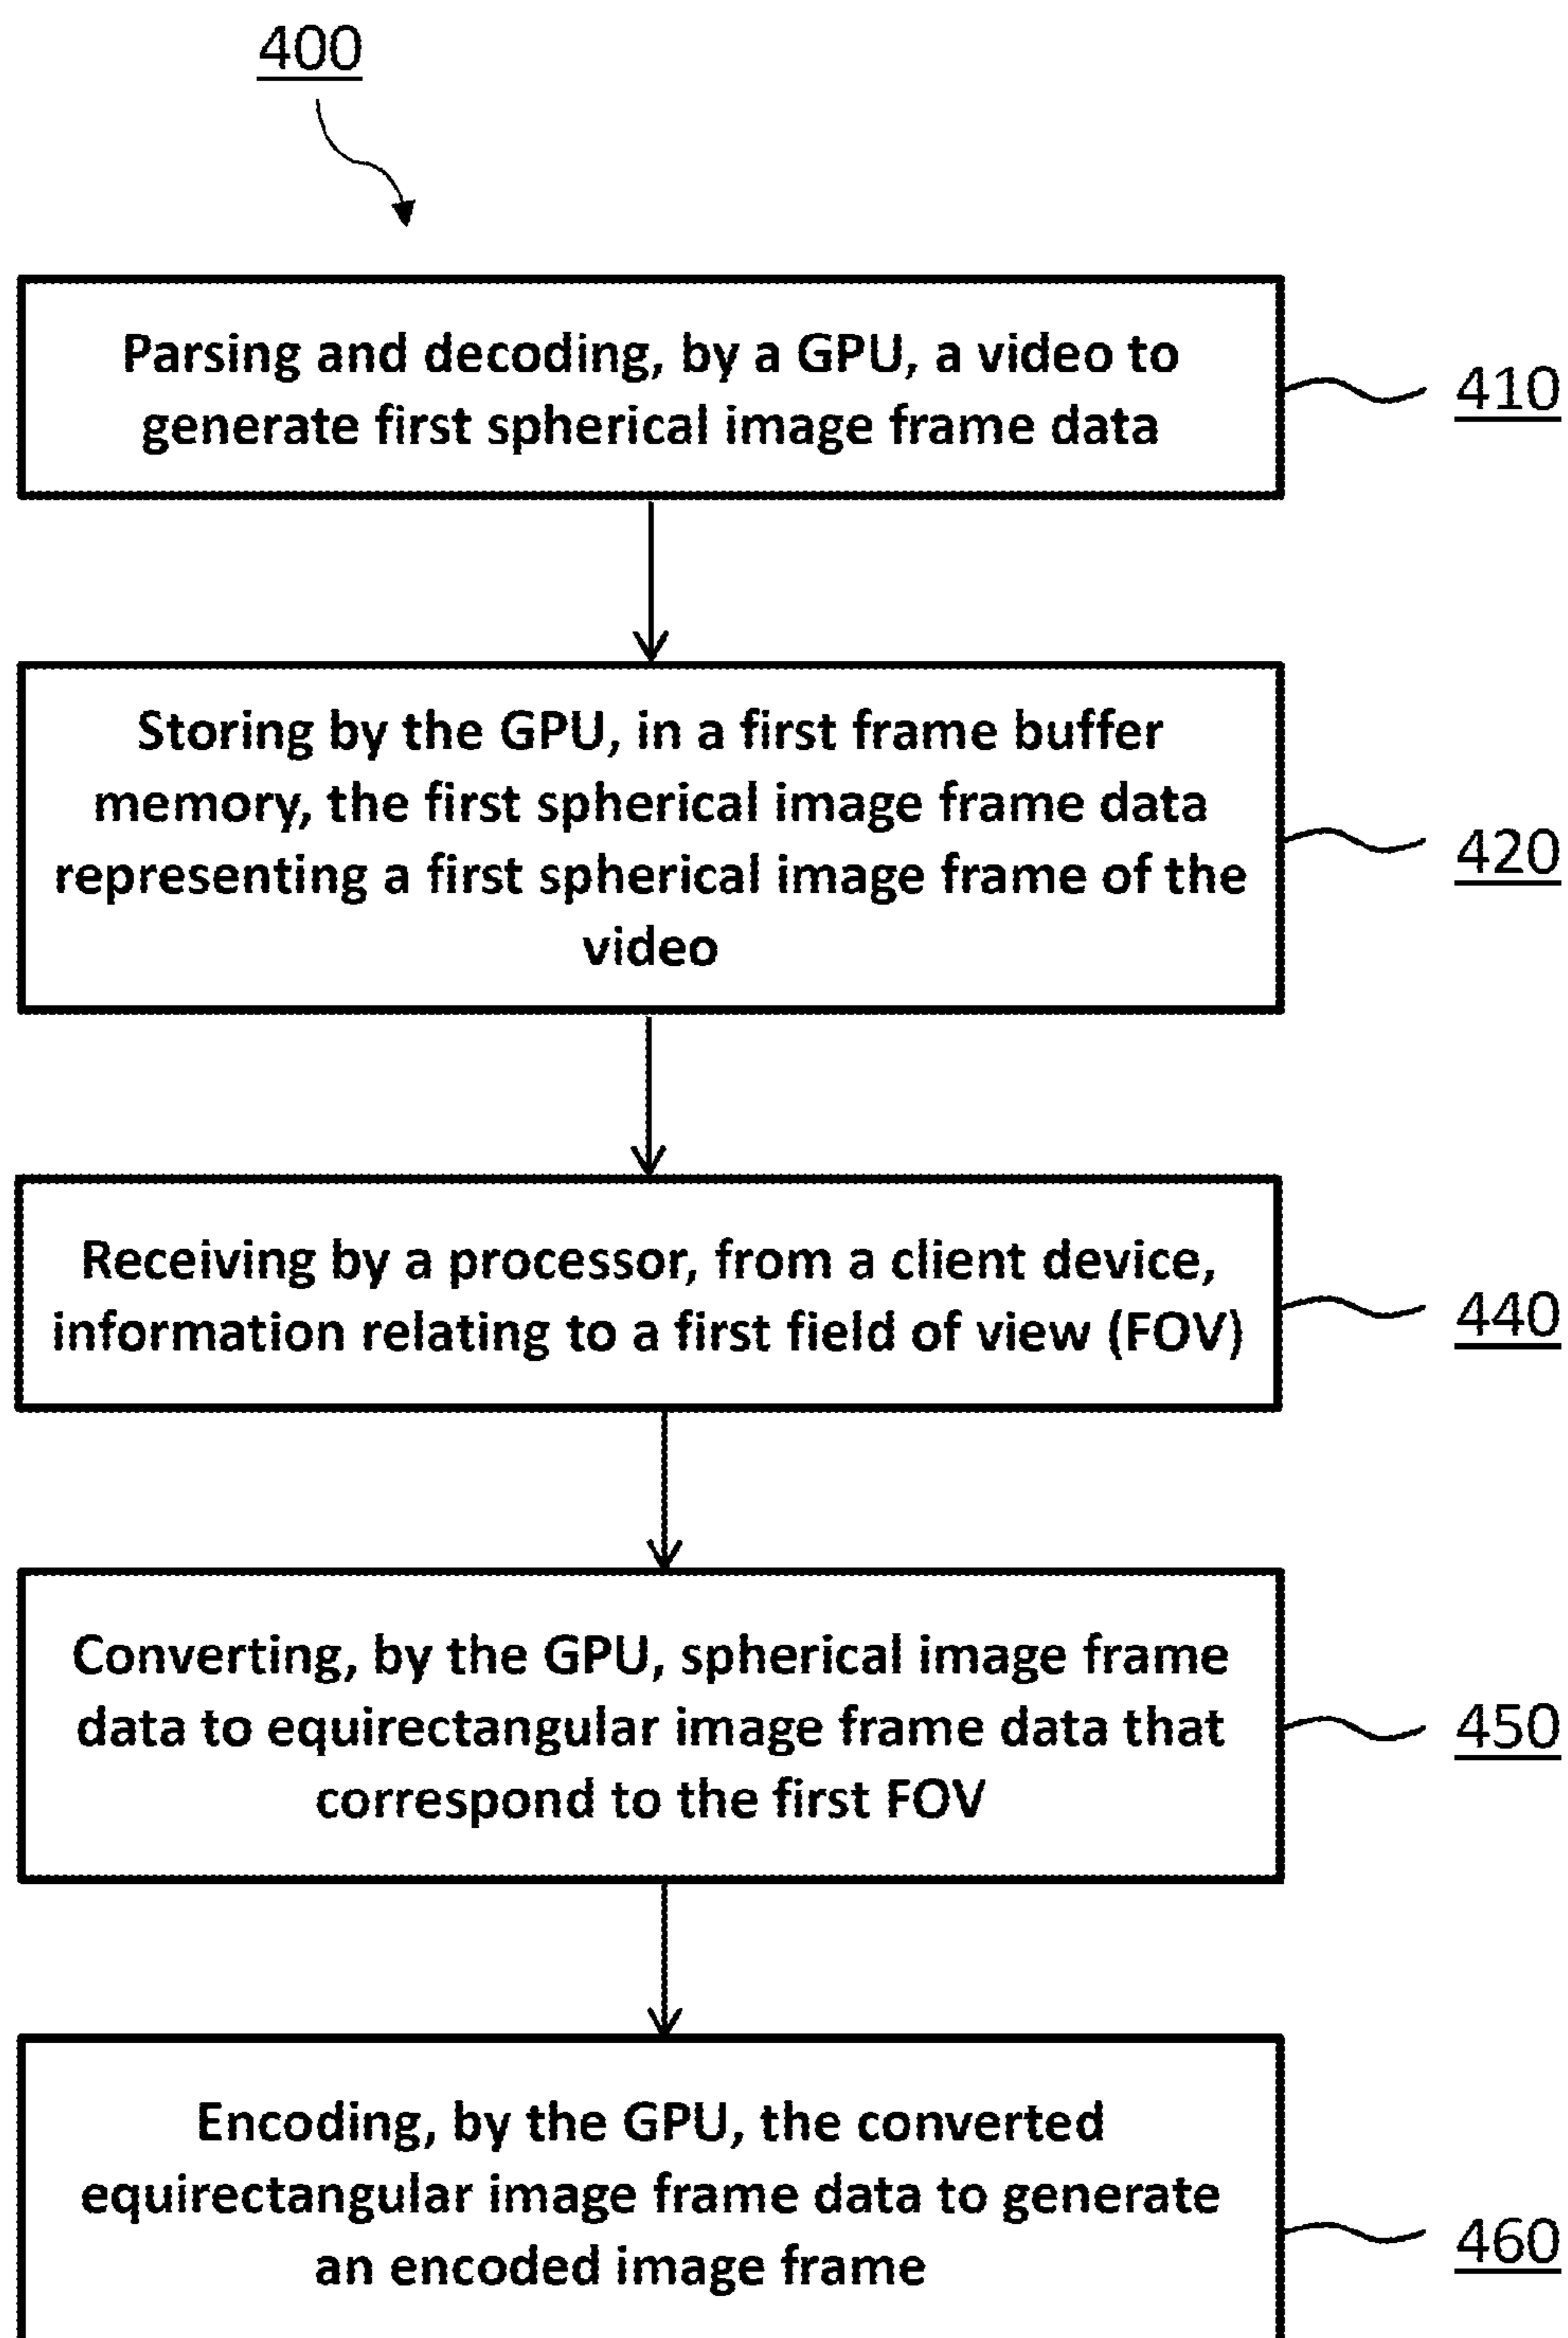 400
Parsing and decoding, by a GPU, a video to
generate first spherical image frame data
410
Storing by the GPU, in a first frame buffer
memory, the first spherical image frame data
representing a first spherical image frame of the
video
420
Receiving by a processor, from a client device,
information relating to a first field of view (FOV)
440
Converting, by the GPU, spherical image frame
data to equirectangular image frame data that
correspond to the first FOV
450
Encoding, by the GPU, the converted
equirectangular image frame data to generate
an encoded image frame
460